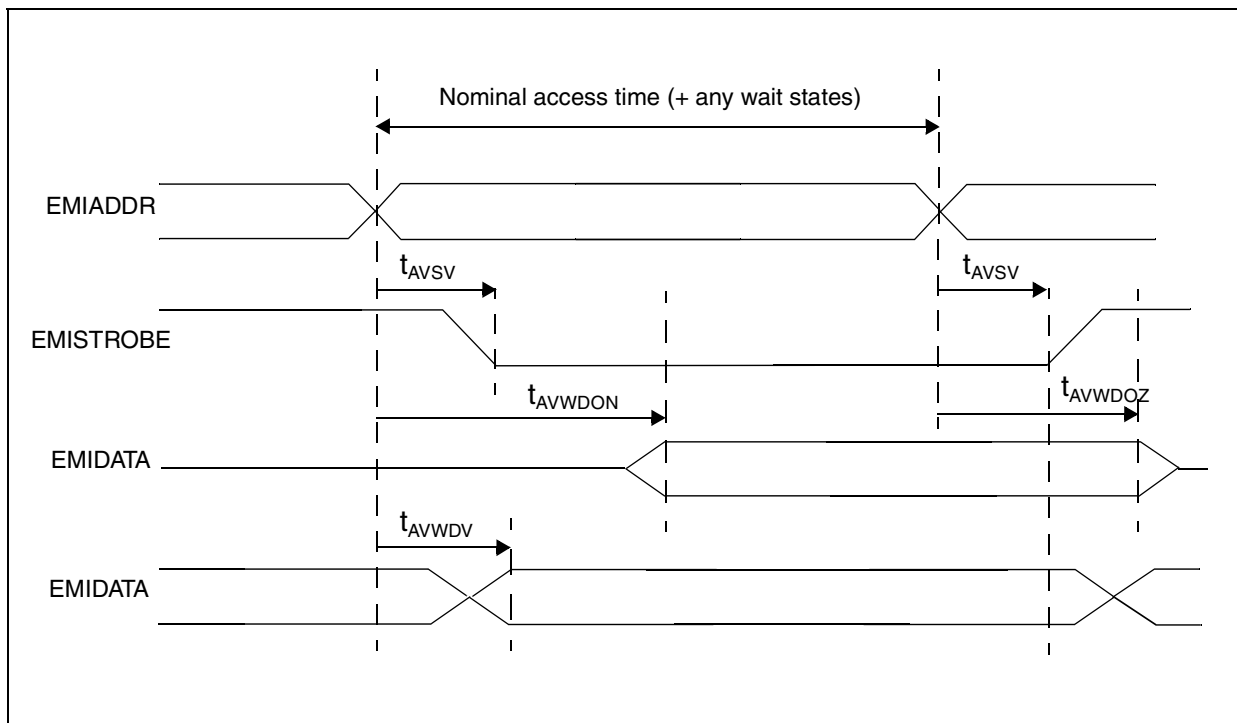 Nominal access time (+ any wait states)
EMIADDR
tAVSV
tAVSV
EMISTROBE
tAVWDON
tAVWDOZ
EMIDATA
tAVWDV
EMIDATA